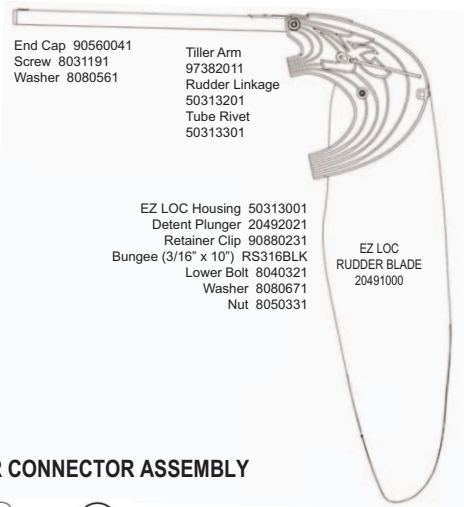 End Cap 90560041
Screw 8031191
Washer 8080561
Tiller Arm
97382011
Rudder Linkage
50313201
Tube Rivet
50313301
EZ LOC Housing 50313001
Detent Plunger 20492021
Retainer Clip 90880231
Bungee (3/16” x 10”) RS316BLK
Lower Bolt 8040321
Washer 8080671
Nut 8050331
EZ LOC
RUDDER BLADE
20491000
R CONNECTOR ASSEMBLY